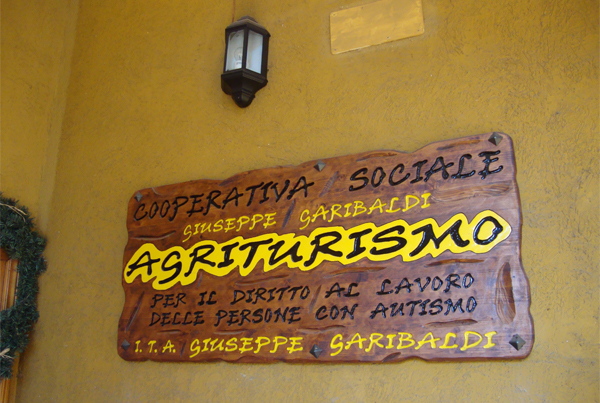 COOPERATIVA SOCIALE
GIUSEPPE GARIBALDI
AGRITURISMO
PER IL DIRITTO AL LAVORO
DELLE PERSONE CON AUTISMO
I.T.A. GIUSEPPE GARIBALDI